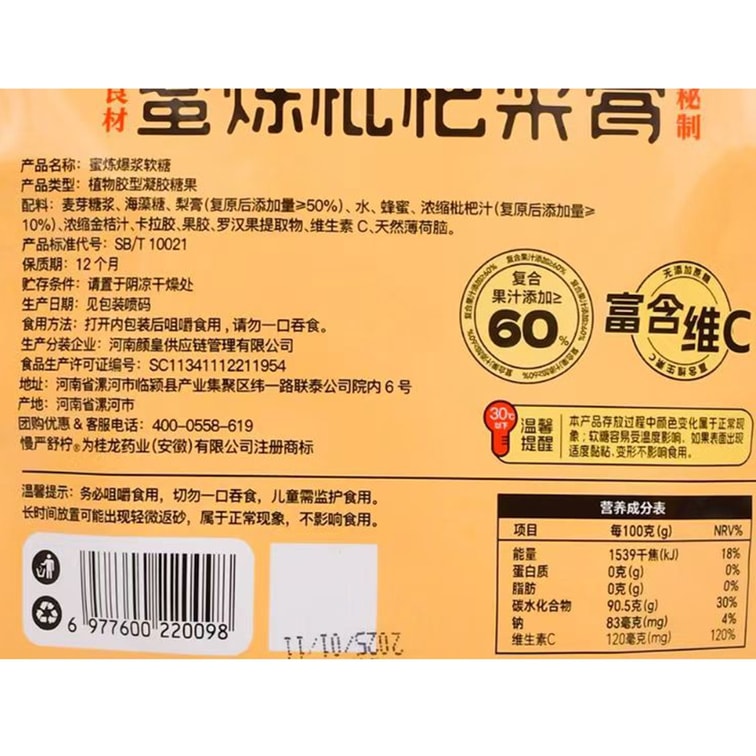 食材
蜜炼枇杷梨膏
秘制
产品名称：蜜炼爆浆软糖
产品类型：植物胶型凝胶糖果
配料：麦芽糖浆、海藻糖、梨膏(复原后添加量≥50%)、水、蜂蜜、浓缩枇杷汁(复原后添加量≥
10%)、浓缩金桔汁、卡拉胶、果胶、罗汉果提取物、维生素 C、天然薄荷脑。
产品标准代号：SB/T 10021
保质期：12 个月
贮存条件：请置于阴凉干燥处
生产日期：见包装喷码
食用方法：打开内包装后咀嚼食用，请勿一口吞食。
生产分装企业：河南颜皇供应链管理有限公司
食品生产许可证编号：SC11341112211954
地址：河南省漯河市临颍县产业集聚区纬一路联泰公司院内 6 号
产地：河南省漯河市
团购优惠 & 客服电话：400-0558-619
慢严舒柠®为桂龙药业(安徽)有限公司注册商标
复合果汁添加≥60%
复合
果汁添加≥
60%
无添加蔗糖
富含维C
富含维生素C
30℃
以下
温馨
提醒
本产品存放过程中颜色变化属于正常现
象；软糖容易受温度影响，如果表面出现
适度黏粘、变形不影响食用。
温馨提示：务必咀嚼食用，切勿一口吞食，儿童需监护食用。
长时间放置可能出现轻微返砂，属于正常现象，不影响食用。
营养成分表
项目 每100克(g) NRV%
能量 1539千焦(kJ) 18%
蛋白质 0克(g) 0%
脂肪 0克(g) 0%
碳水化合物 90.5克(g) 30%
钠 83毫克(mg) 4%
维生素C 120毫克(mg) 120%
6 977600 220098
2025/01/11